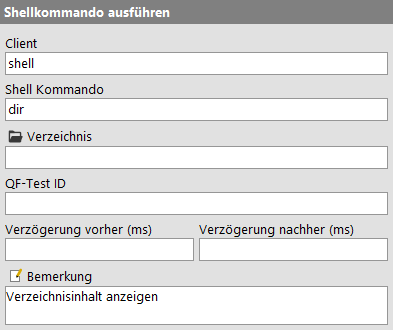 Shellkommando ausführen
Client
shell
Shell Kommando
dir
Verzeichnis
QF-Test ID
Verzögerung vorher (ms) Verzögerung nachher (ms)
Bemerkung
Verzeichnisinhalt anzeigen